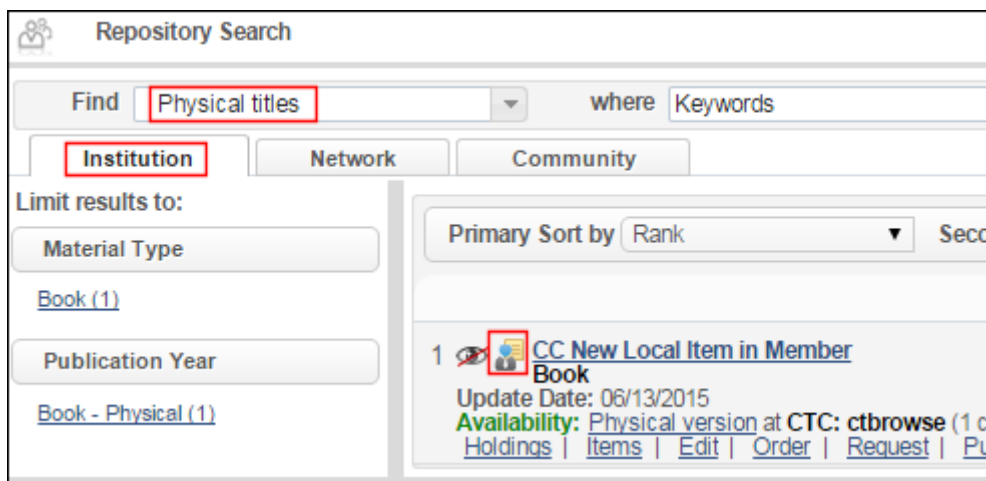 Repository Search
Find Physical titles where Keywords
Institution Network Community
Limit results to:
Material Type
Book (1)
Publication Year
Book - Physical (1)
Primary Sort by Rank
1 CC New Local Item in Member
Book
Update Date: 06/13/2015
Availability: Physical version at CTC: ctbrowse (1
Holdings | Items | Edit | Order | Request |